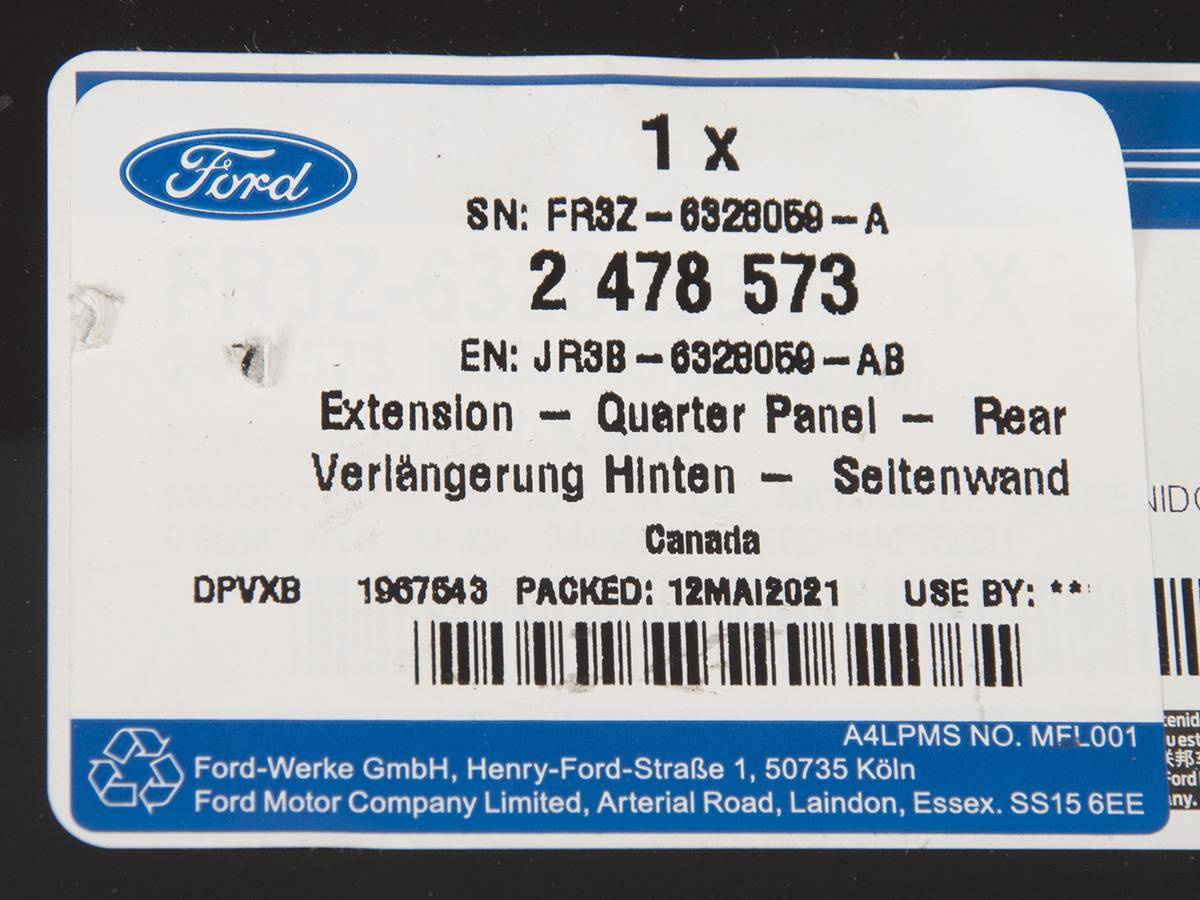 Ford
1 x
SN: FR3Z-6328059-A
2 478 573
EN: JR3B-6328059-AB
Extension - Quarter Panel - Rear
Verlängerung Hinten - Seitenwand
Canada
DPVXB 1967543 PACKED: 12MAI2021 USE BY: **
A4LPMS NO. MFL001
Ford-Werke GmbH, Henry-Ford-Straße 1, 50735 Köln
Ford Motor Company Limited, Arterial Road, Laindon, Essex. SS15 6EE